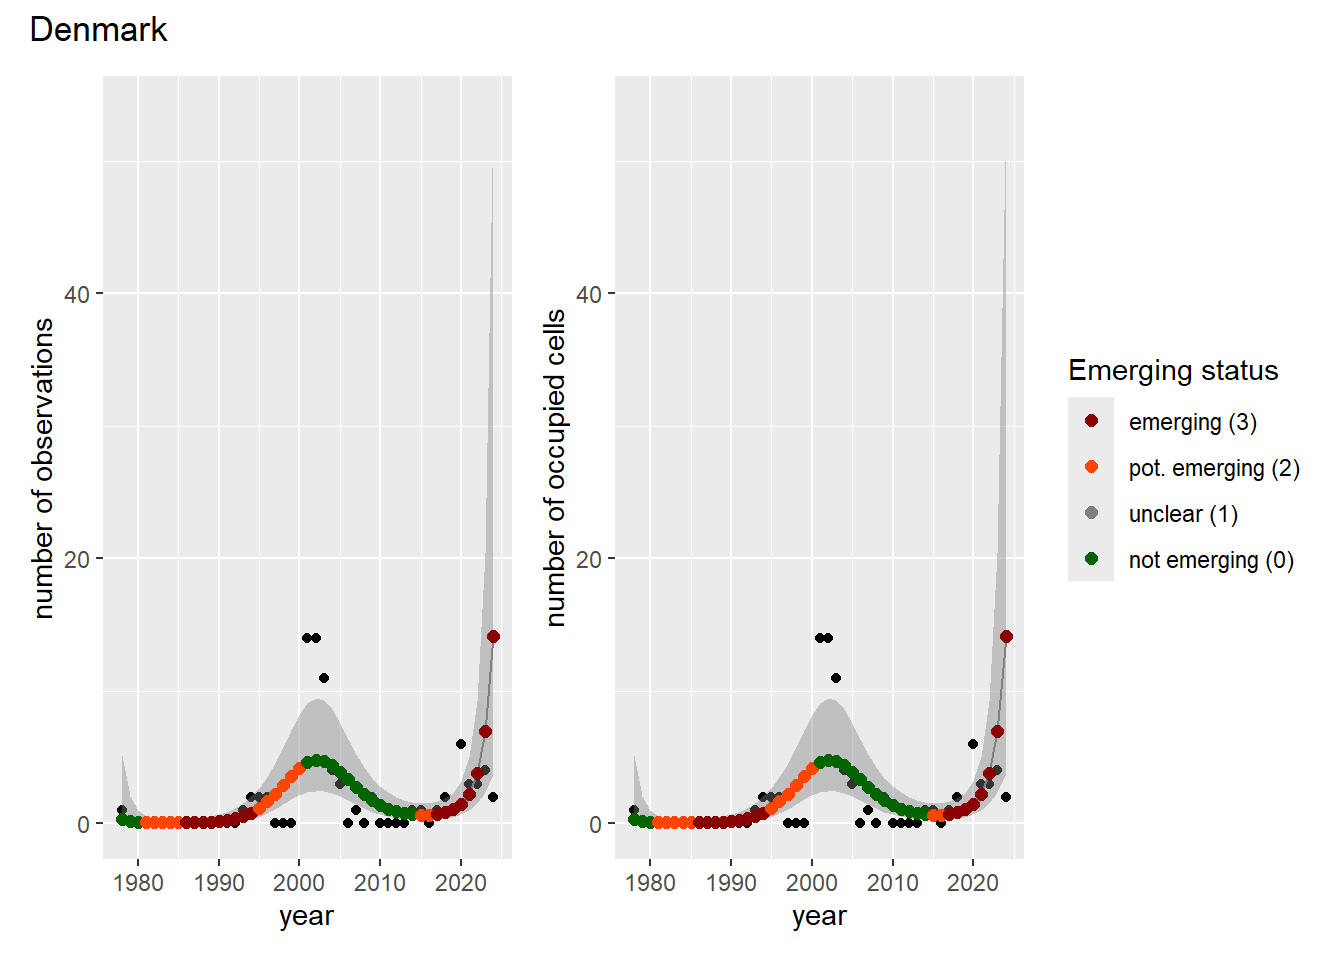 Denmark
number of observations
40
20
0
1980 1990 2000 2010 2020
year
number of occupied cells
40
20
0
1980 1990 2000 2010 2020
year
Emerging status
emerging (3)
pot. emerging (2)
unclear (1)
not emerging (0)